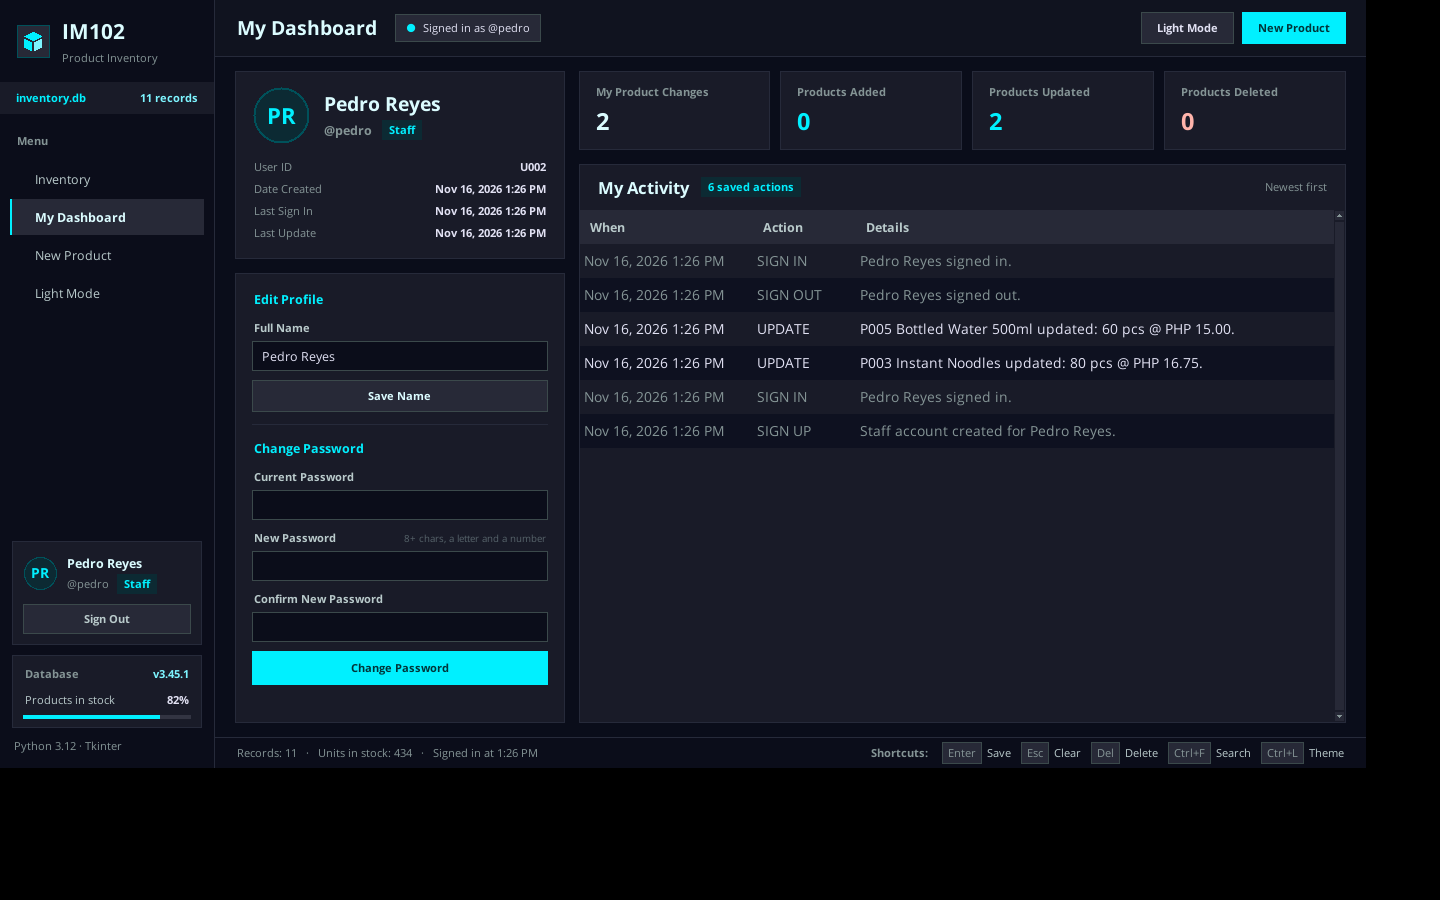 IM102
Product Inventory
inventory.db 11 records
Menu
Inventory
My Dashboard
New Product
Light Mode
PR Pedro Reyes
@pedro Staff
Sign Out
Database v3.45.1
Products in stock 82%
Python 3.12 · Tkinter
My Dashboard Signed in as @pedro Light Mode New Product
PR Pedro Reyes
@pedro Staff
User ID U002
Date Created Nov 16, 2026 1:26 PM
Last Sign In Nov 16, 2026 1:26 PM
Last Update Nov 16, 2026 1:26 PM
Edit Profile
Full Name
Pedro Reyes
Save Name
Change Password
Current Password
New Password 8+ chars, a letter and a number
Confirm New Password
Change Password
My Product Changes Products Added Products Updated Products Deleted
2 0 2 0
My Activity 6 saved actions Newest first
When Action Details
Nov 16, 2026 1:26 PM SIGN IN Pedro Reyes signed in.
Nov 16, 2026 1:26 PM SIGN OUT Pedro Reyes signed out.
Nov 16, 2026 1:26 PM UPDATE P005 Bottled Water 500ml updated: 60 pcs @ PHP 15.00.
Nov 16, 2026 1:26 PM UPDATE P003 Instant Noodles updated: 80 pcs @ PHP 16.75.
Nov 16, 2026 1:26 PM SIGN IN Pedro Reyes signed in.
Nov 16, 2026 1:26 PM SIGN UP Staff account created for Pedro Reyes.
Records: 11 · Units in stock: 434 · Signed in at 1:26 PM Shortcuts: Enter Save Esc Clear Del Delete Ctrl+F Search Ctrl+L Theme